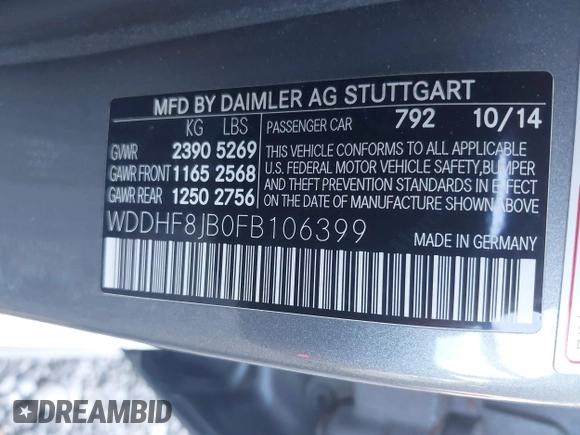 MFD BY DAIMLER AG STUTTGART
KG LBS PASSENGER CAR 792 10/14
GVWR 2390 5269
GAWR FRONT 1165 2568
GAWR REAR 1250 2756
THIS VEHICLE CONFORMS TO ALL APPLICABLE
U.S. FEDERAL MOTOR VEHICLE SAFETY, BUMPER
AND THEFT PREVENTION STANDARDS IN EFFECT
ON THE DATE OF MANUFACTURE SHOWN ABOVE.
WDDHF8JB0FB106399 MADE IN GERMANY
DREAMBID